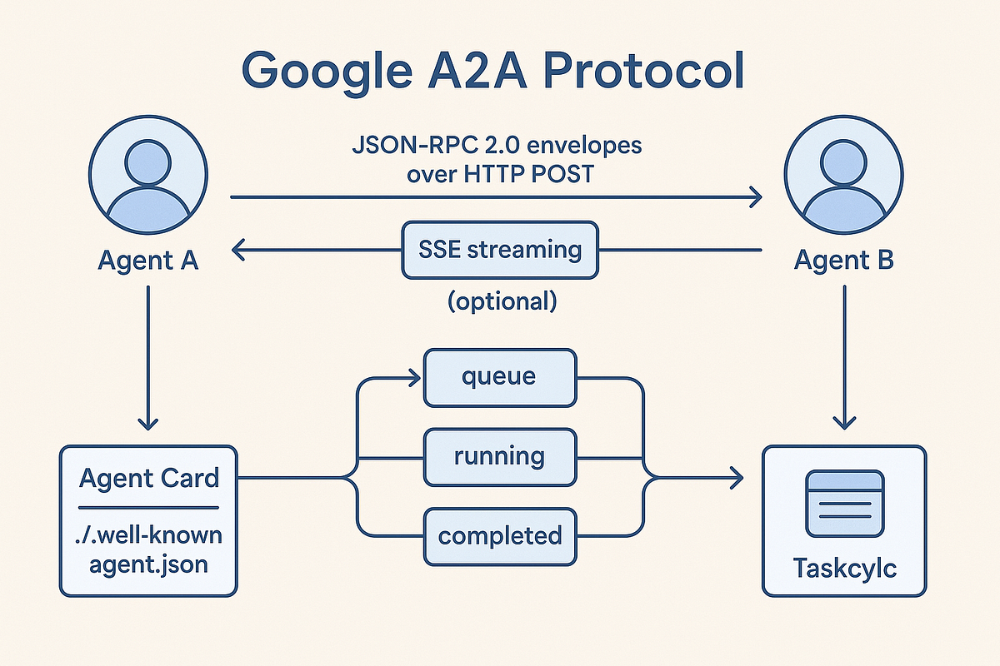 Google A2A Protocol
JSON-RPC 2.0 envelopes
over HTTP POST
Agent A
SSE streaming
(optional)
Agent B
queue
running
completed
Agent Card
./.well-known
agent.json
Taskcylc